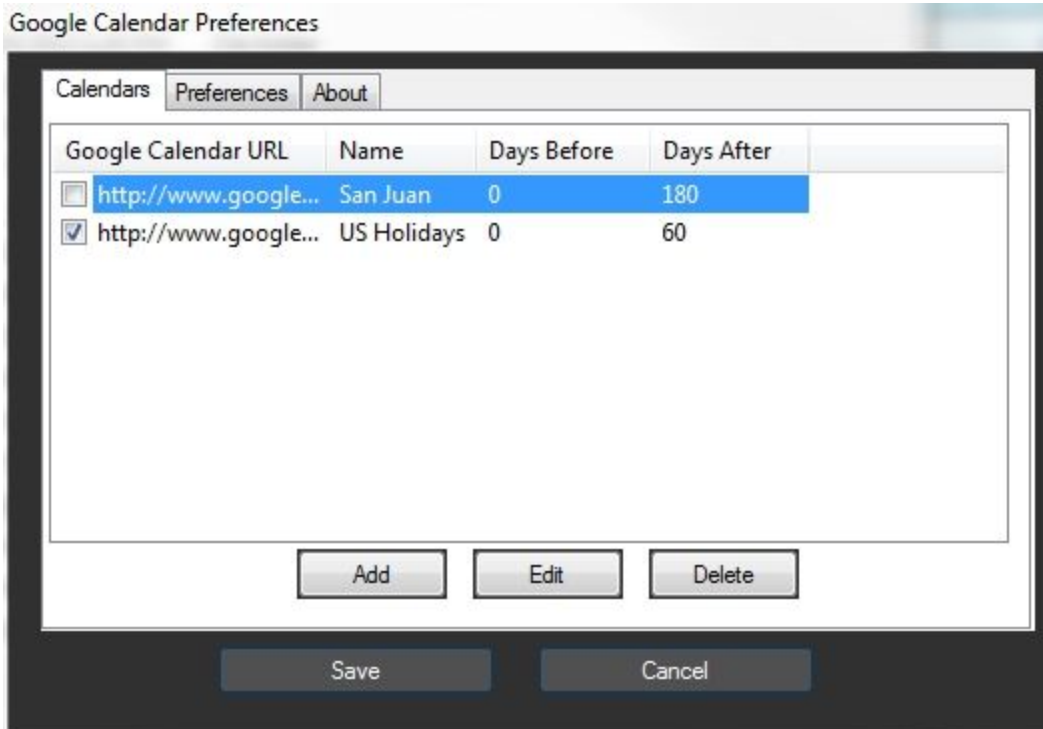 Google Calendar Preferences
Calendars Preferences About
Google Calendar URL Name Days Before Days After
http://www.google... San Juan 0 180
http://www.google... US Holidays 0 60
Add Edit Delete
Save Cancel